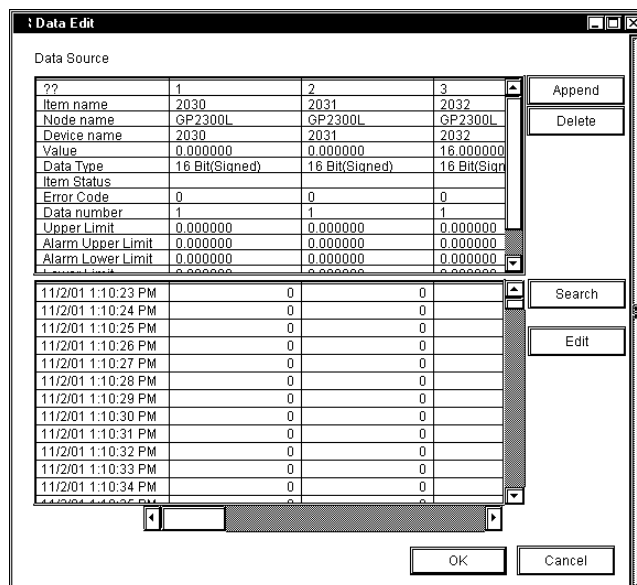 Data Edit
Data Source
?? 1 2 3
Item name 2030 2031 2032
Node name GP2300L GP2300L GP2300L
Device name 2030 2031 2032
Value 0.000000 0.000000 16.000000
Data Type 16 Bit(Signed) 16 Bit(Signed) 16 Bit(Sign
Item Status
Error Code 0 0 0
Data number 1 1 1
Upper Limit 0.000000 0.000000 0.000000
Alarm Upper Limit 0.000000 0.000000 0.000000
Alarm Lower Limit 0.000000 0.000000 0.000000
Append
Delete
11/2/01 1:10:23 PM 0 0
11/2/01 1:10:24 PM 0 0
11/2/01 1:10:25 PM 0 0
11/2/01 1:10:26 PM 0 0
11/2/01 1:10:27 PM 0 0
11/2/01 1:10:28 PM 0 0
11/2/01 1:10:29 PM 0 0
11/2/01 1:10:30 PM 0 0
11/2/01 1:10:31 PM 0 0
11/2/01 1:10:32 PM 0 0
11/2/01 1:10:33 PM 0 0
11/2/01 1:10:34 PM 0 0
Search
Edit
OK
Cancel